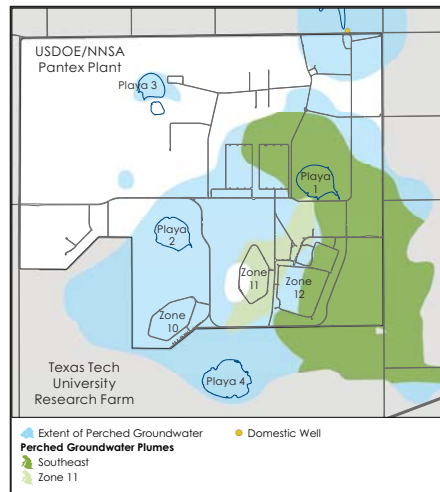 USDOE/NNSA
Pantex Plant
Playa 3
Playa
1
Playa
2
Zone
11
Zone
12
Zone
10
Texas Tech
University
Research Farm
Playa 4
Extent of Perched Groundwater
Domestic Well
Perched Groundwater Plumes
Southeast
Zone 11